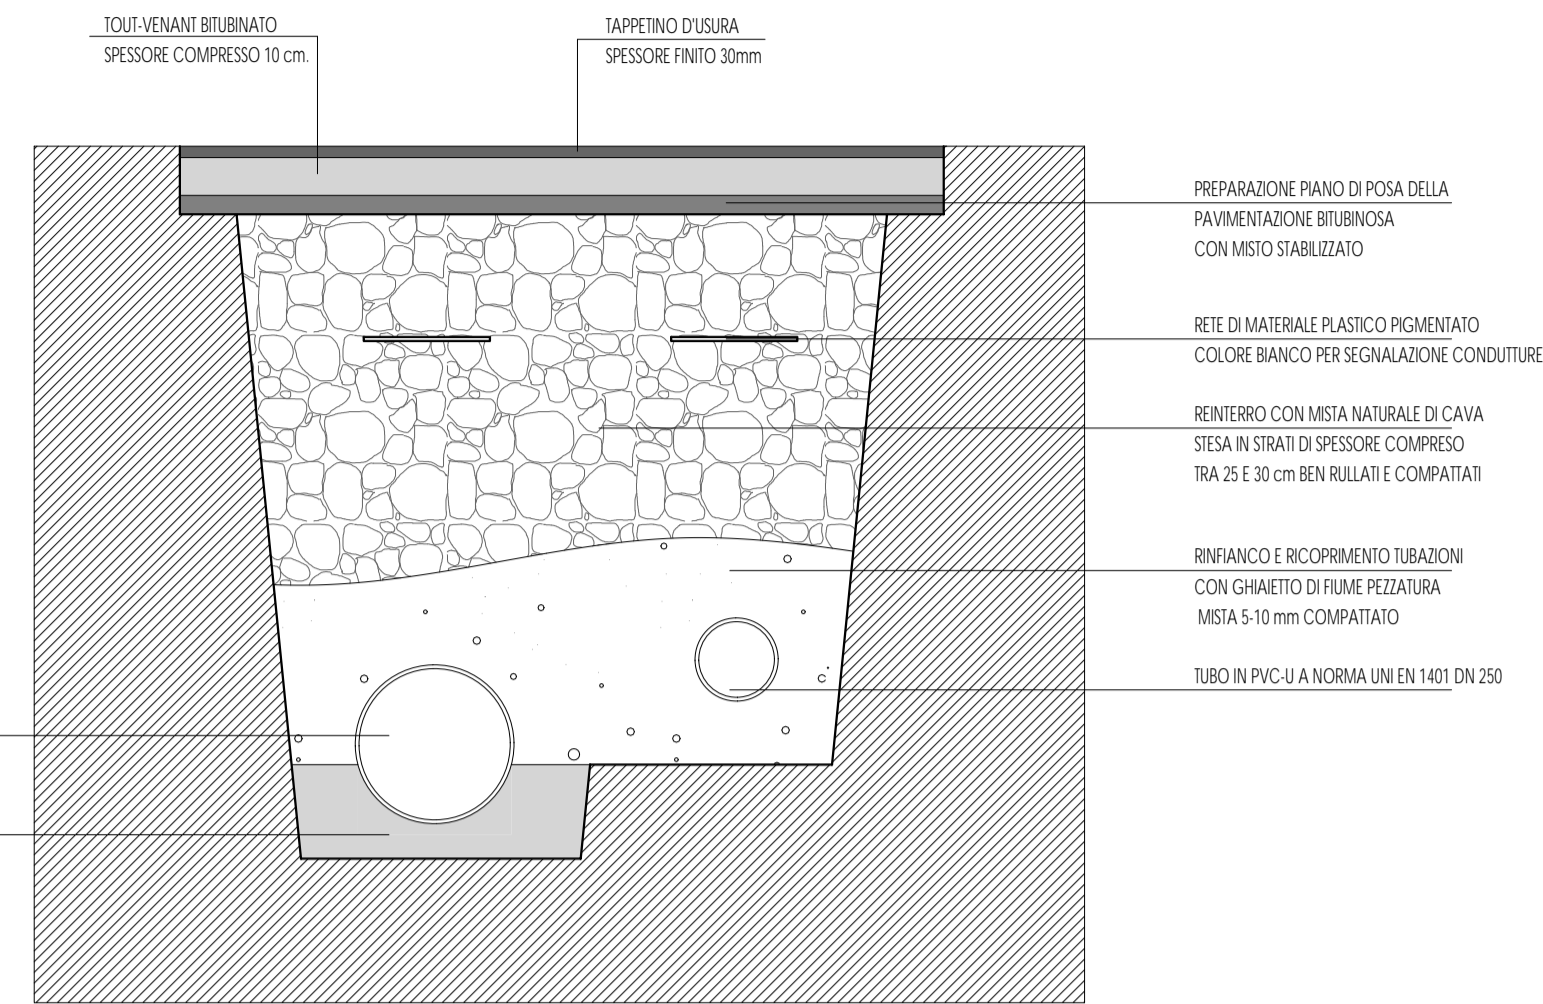 TOUT-VENANT BITUBINATO
SPESSORE COMPRESSO 10 cm.
TAPPETINO D'USURA
SPESSORE FINITO 30mm
PREPARAZIONE PIANO DI POSA DELLA
PAVIMENTAZIONE BITUBINOSA
CON MISTO STABILIZZATO
RETE DI MATERIALE PLASTICO PIGMENTATO
COLORE BIANCO PER SEGNALAZIONE CONDUTTURE
REINTERRO CON MISTA NATURALE DI CAVA
STESA IN STRATI DI SPESSORE COMPRESO
TRA 25 E 30 cm BEN RULLATI E COMPATTATI
RINFIANCO E RICOPRIMENTO TUBAZIONI
CON GHIAIETTO DI FIUME PEZZATURA
MISTA 5-10 mm COMPATTATO
TUBO IN PVC-U A NORMA UNI EN 1401 DN 250